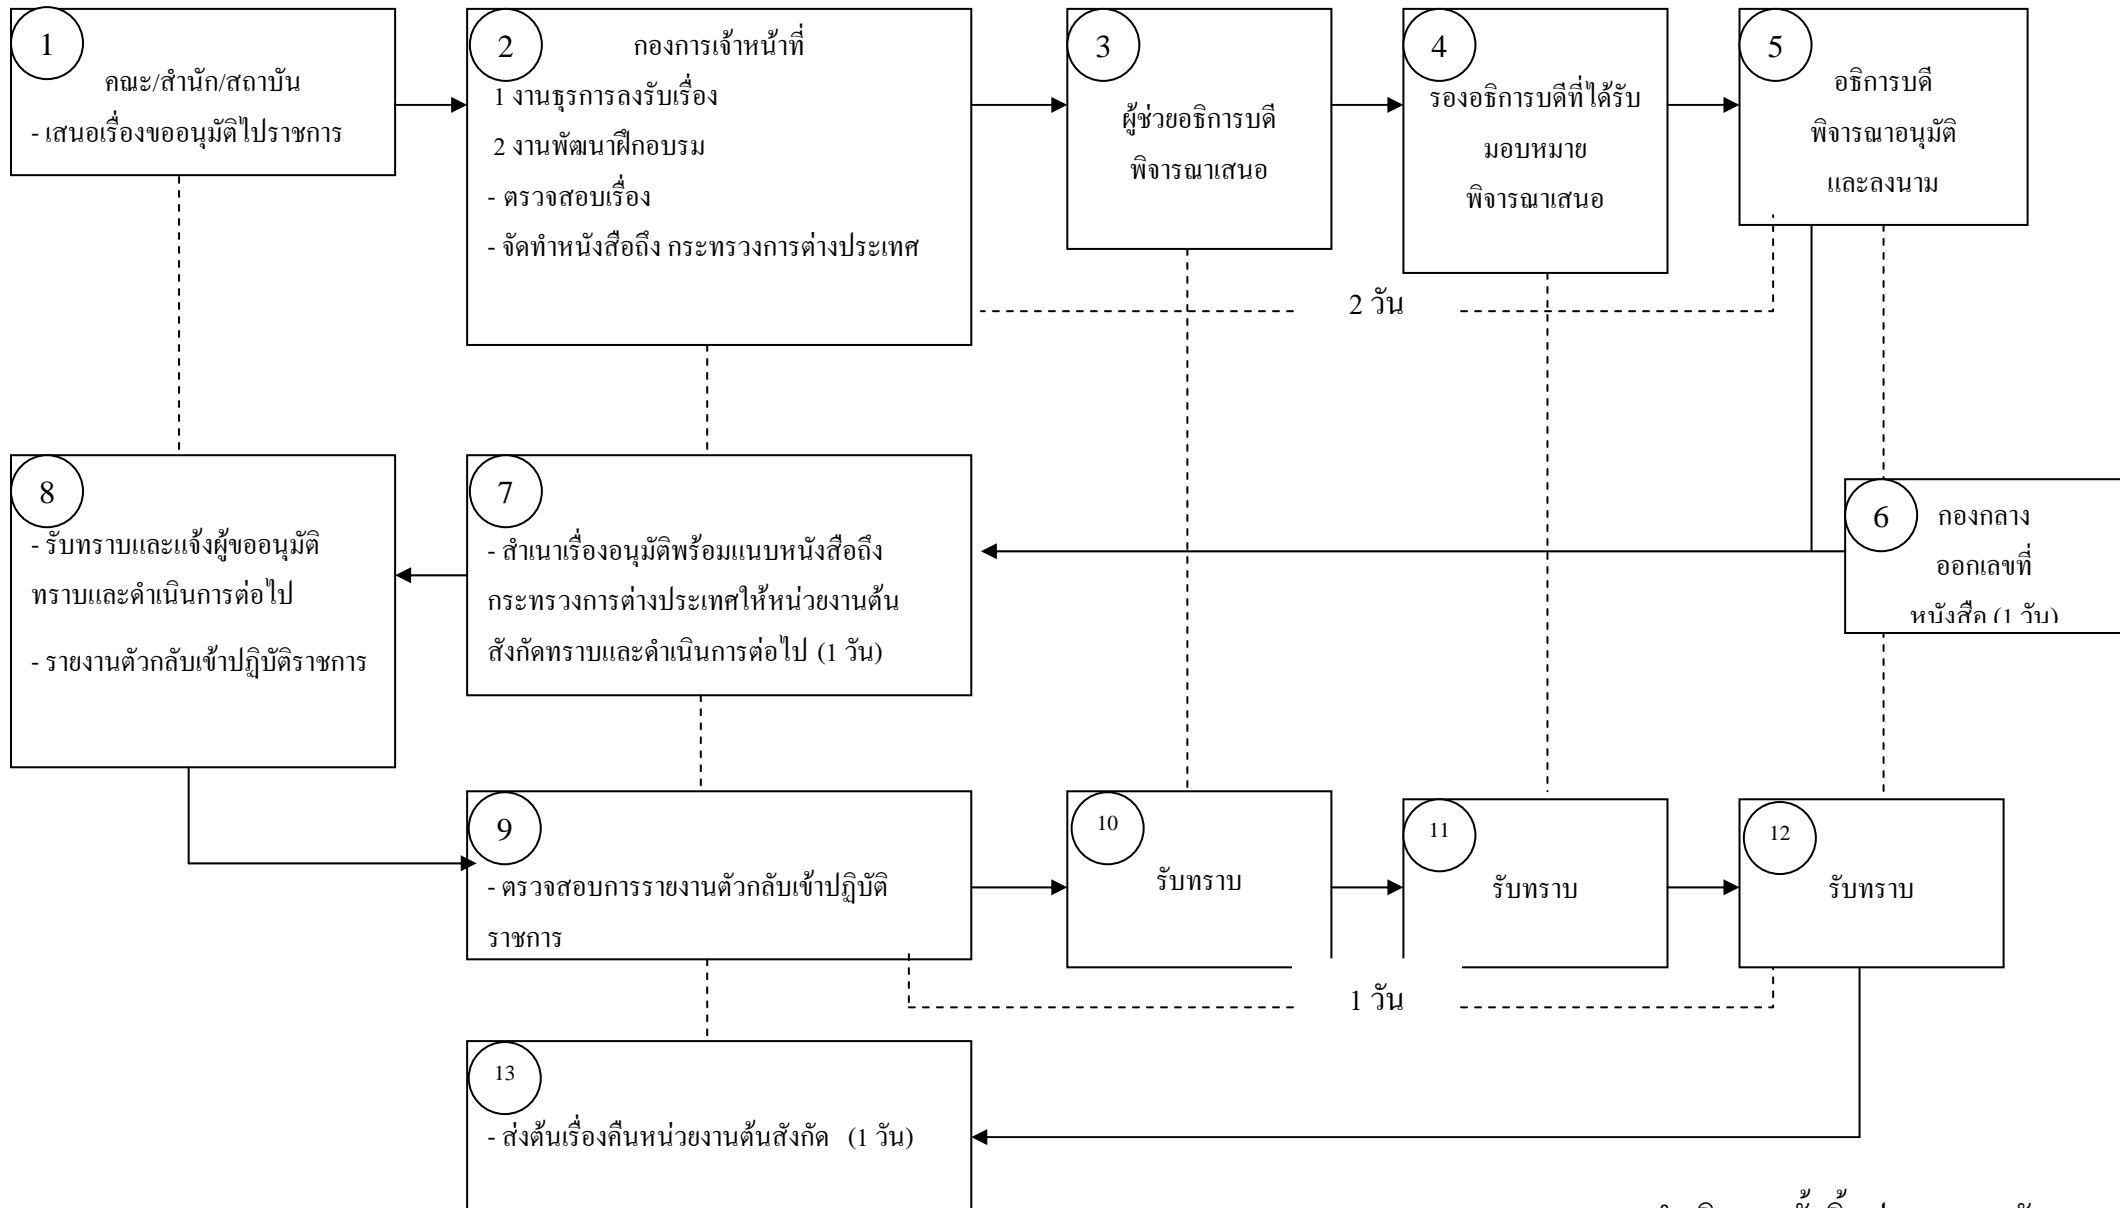 1
คณะ/สำนัก/สถาบัน
- เสนอเรื่องขออนุมัติไปราชการ
2
กองการเจ้าหน้าที่
1 งานธุรการลงรับเรื่อง
2 งานพัฒนาฝึกอบรม
- ตรวจสอบเรื่อง
- จัดทำหนังสือถึง กระทรวงการต่างประเทศ
3
ผู้ช่วยอธิการบดี
พิจารณาเสนอ
4
รองอธิการบดีที่ได้รับ
มอบหมาย
พิจารณาเสนอ
5
อธิการบดี
พิจารณาอนุมัติ
และลงนาม
2 วัน
6
กองกลาง
ออกเลขที่
หนังสือ (1 วัน)
7
- สำเนาเรื่องอนุมัติพร้อมแนบหนังสือถึง
กระทรวงการต่างประเทศให้หน่วยงานต้น
สังกัดทราบและดำเนินการต่อไป (1 วัน)
8
- รับทราบและแจ้งผู้ขออนุมัติ
ทราบและดำเนินการต่อไป
- รายงานตัวกลับเข้าปฏิบัติราชการ
9
- ตรวจสอบการรายงานตัวกลับเข้าปฏิบัติ
ราชการ
10
รับทราบ
11
รับทราบ
12
รับทราบ
1 วัน
13
- ส่งต้นเรื่องคืนหน่วยงานต้นสังกัด (1 วัน)